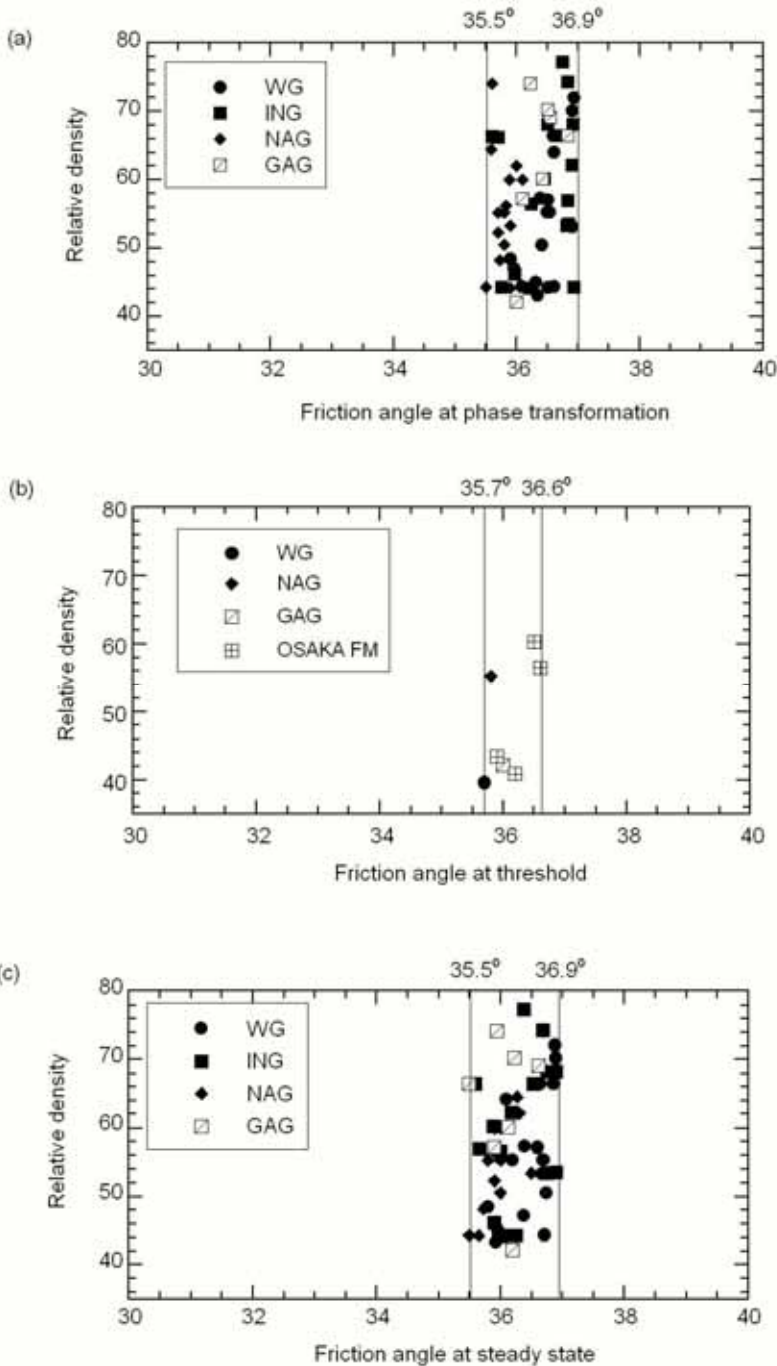 (a)
35.5° 36.9°
80
70
60
50
40
Relative density
WG
ING
NAG
GAG
30 32 34 36 38 40
Friction angle at phase transformation
(b)
35.7° 36.6°
80
70
60
50
40
Relative density
WG
NAG
GAG
OSAKA FM
30 32 34 36 38 40
Friction angle at threshold
(c)
35.5° 36.9°
80
70
60
50
40
Relative density
WG
ING
NAG
GAG
30 32 34 36 38 40
Friction angle at steady state